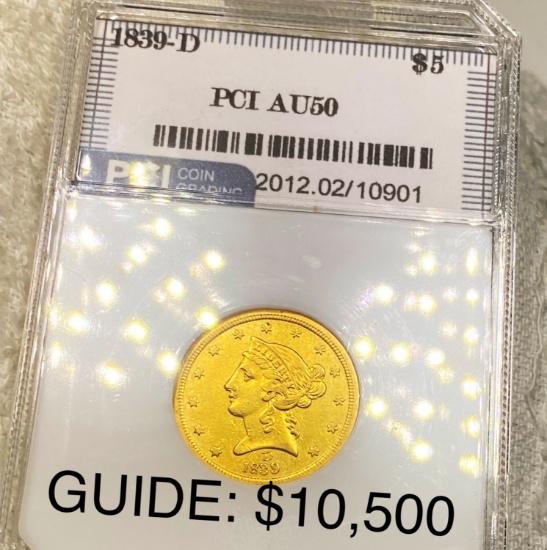 1839-D $5
PCI AU50
PCI COIN
GRADING 2012.02/10901
D
1839
GUIDE: $10,500